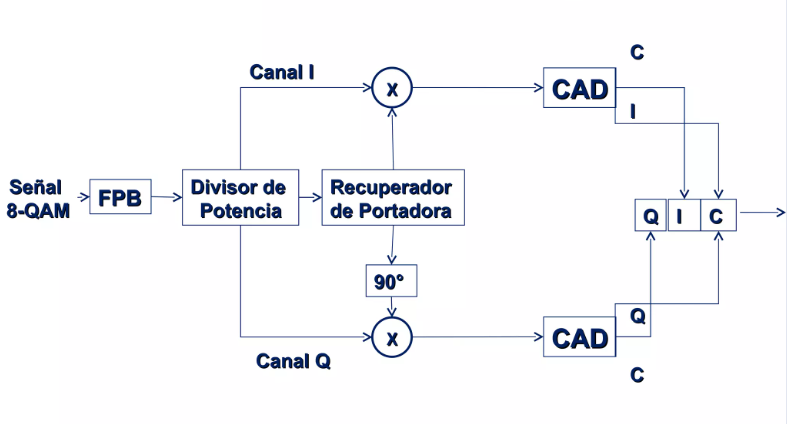 C
Canal I
X
CAD
I
Señal
8-QAM
FPB
Divisor de
Potencia
Recuperador
de Portadora
Q I C
90°
X
CAD
Q
Canal Q
C